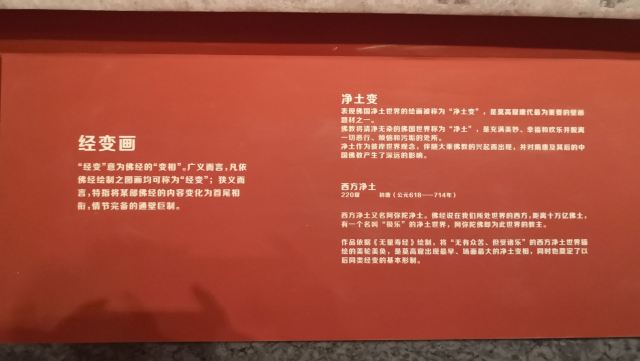 经变画
“经变”意为佛经的“变相”。广义而言，凡依
佛经绘制之图画均可称为“经变”；狭义而
言，特指将某部佛经的内容变化为首尾相
衔，情节完备的通壁巨制。
净土变
表现佛国净土世界的绘画被称为“净土变”，是莫高窟唐代最为重要的壁画
题材之一。
佛教将清净无染的佛国世界称为“净土”，是充满美妙、幸福和欢乐并脱离
一切恶行、烦恼和污垢的处所。
净土作为彼岸世界观念，伴随大乘佛教的兴起而出现，并对隋唐及其后的中
国佛教产生了深远的影响。
西方净土
220窟 初唐（公元618——714年）
西方净土又名阿弥陀净土。佛经说在我们所处世界的西方，距离十万亿佛土，
有一个名叫“极乐”的净土世界，阿弥陀佛即为此世界的教主。
作品依据《无量寿经》绘制，将“无有众苦、但受诸乐”的西方净土世界描
绘的美轮美奂，是莫高窟出现最早、场面最大的净土变相，同时也奠定了以
后同类经变的基本形制。